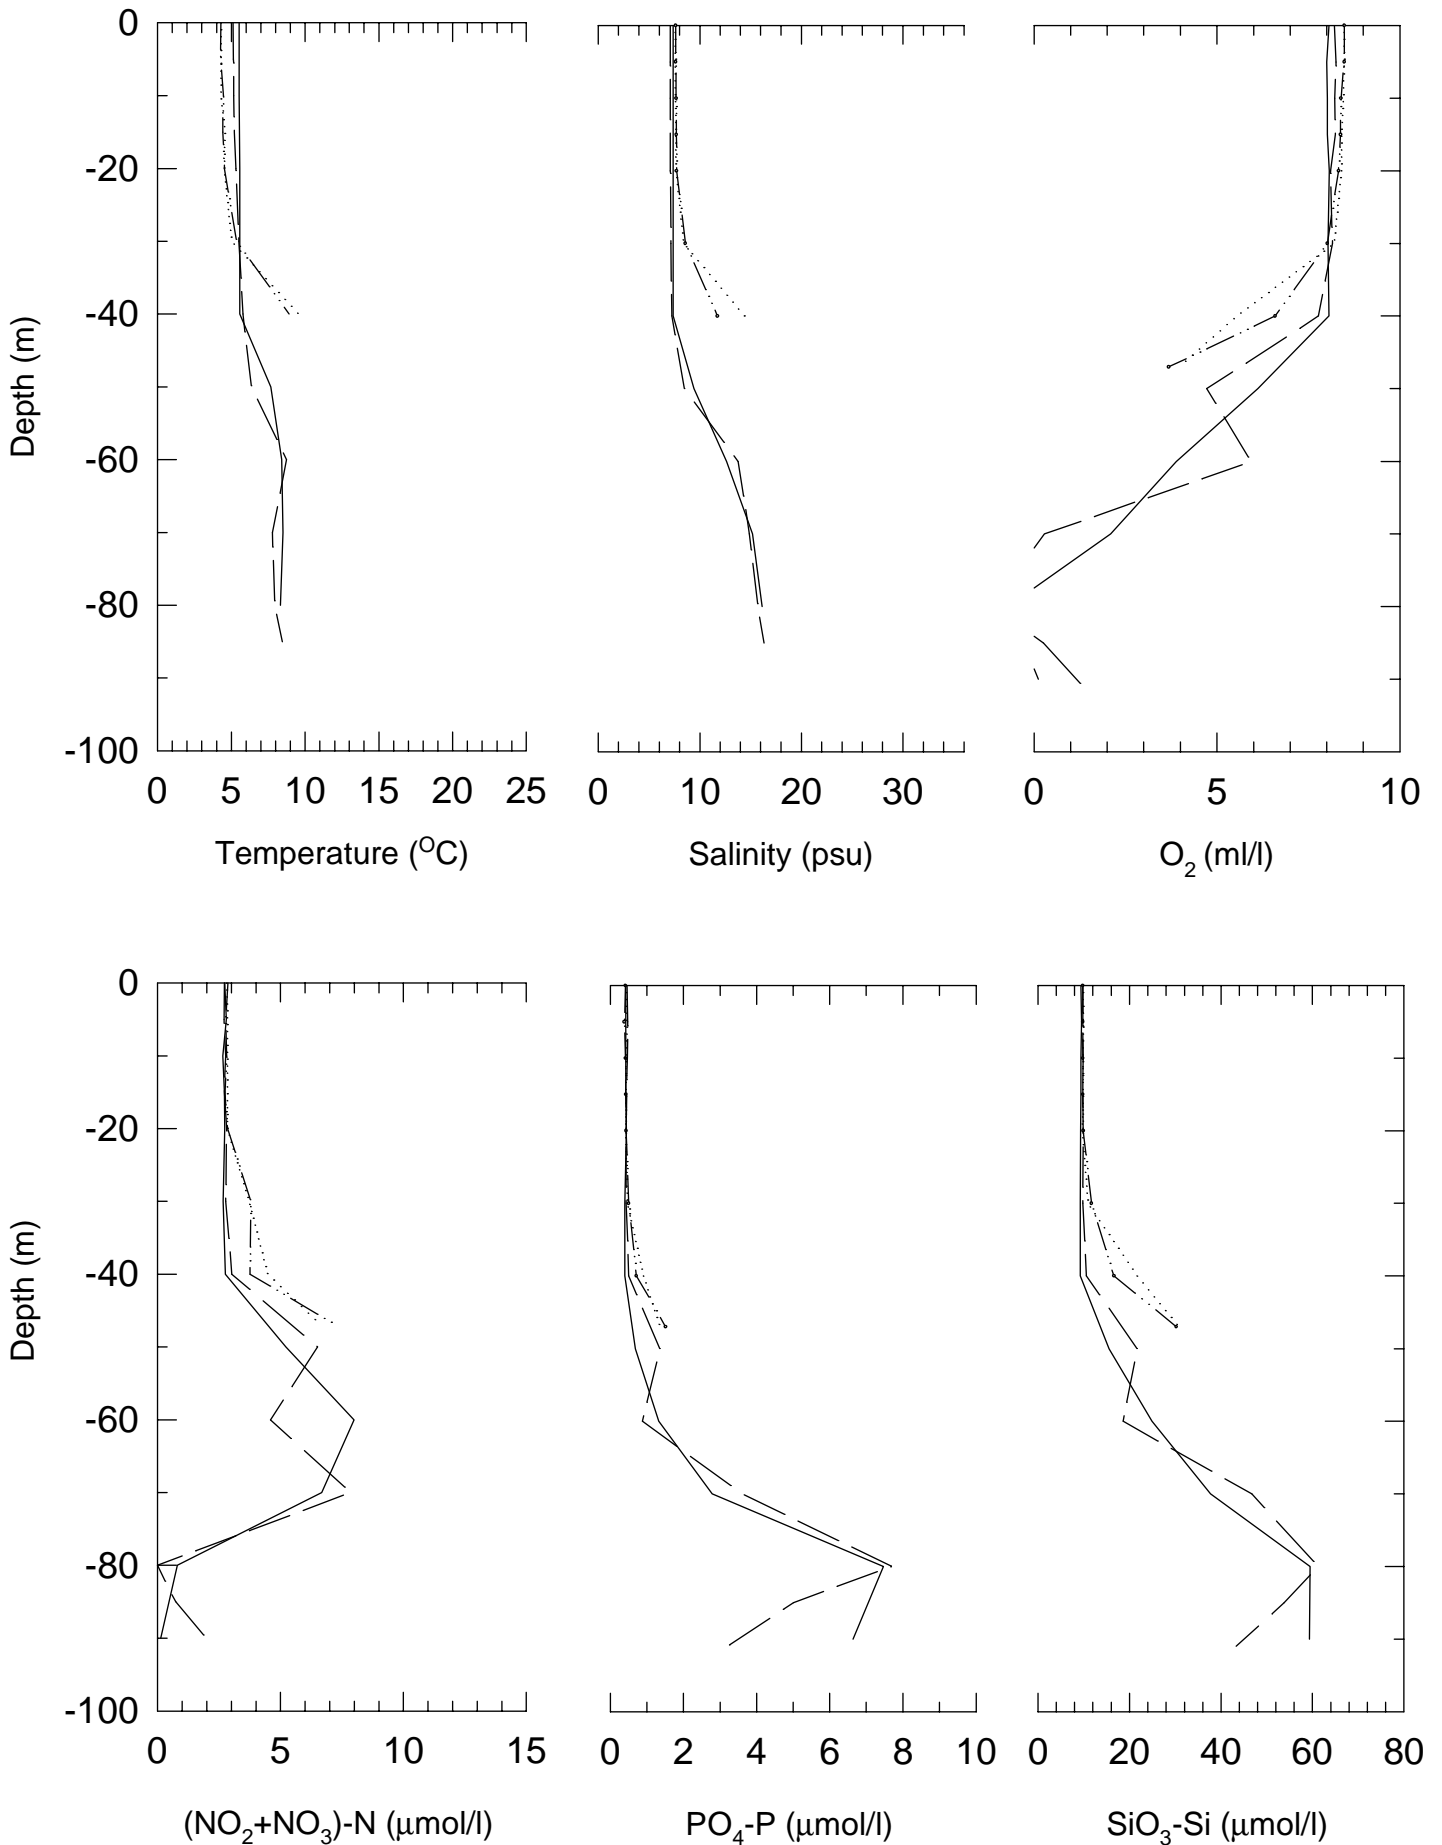 0
-20
-40
-60
-80
-100
Depth (m)
0 5 10 15 20 25
0 10 20 30
0 5 10
Temperature (ᴼC)
Salinity (psu)
O₂ (ml/l)
0
-20
-40
-60
-80
-100
Depth (m)
0 5 10 15
0 2 4 6 8 10
0 20 40 60 80
(NO₂+NO₃)-N (μmol/l)
PO₄-P (μmol/l)
SiO₃-Si (μmol/l)